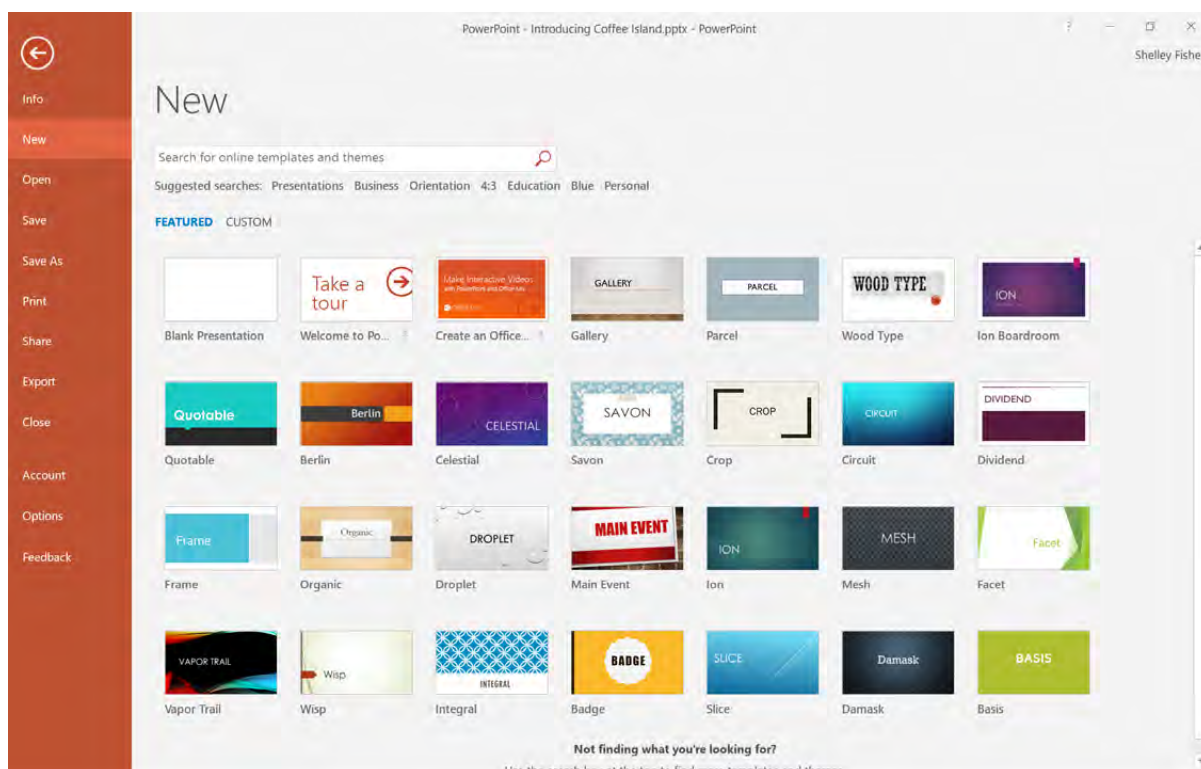 PowerPoint - Introducing Coffee Island.pptx - PowerPoint
? 
Shelley Fishe
Info
New
Open
Save
Save As
Print
Share
Export
Close
Account
Options
Feedback
New
Search for online templates and themes
Suggested searches: Presentations Business Orientation 4:3 Education Blue Personal
FEATURED CUSTOM
Take a
tour
Make Interactive Videos
with PowerPoint and Office Mix
GALLERY
PARCEL
WOOD TYPE
ION
Blank Presentation Welcome to Po... Create an Office... Gallery Parcel Wood Type Ion Boardroom
Quotable Berlin CELESTIAL SAVON CROP CIRCUIT DIVIDEND
Quotable Berlin Celestial Savon Crop Circuit Dividend
Frame Organic DROPLET MAIN EVENT ION MESH Facet
Frame Organic Droplet Main Event Ion Mesh Facet
VAPOR TRAIL Wisp INTEGRAL BADGE SLICE Damask BASIS
Vapor Trail Wisp Integral Badge Slice Damask Basis
Not finding what you're looking for?